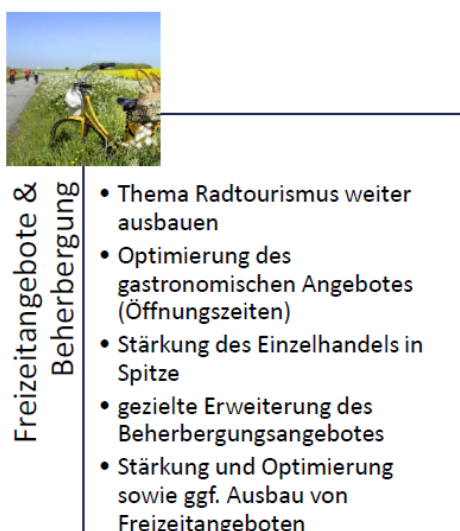 Freizeitangebote &
Beherbergung
• Thema Radtourismus weiter
ausbauen
• Optimierung des
gastronomischen Angebotes
(Öffnungszeiten)
• Stärkung des Einzelhandels in
Spitze
• gezielte Erweiterung des
Beherbergungsangebotes
• Stärkung und Optimierung
sowie ggf. Ausbau von
Freizeitangeboten